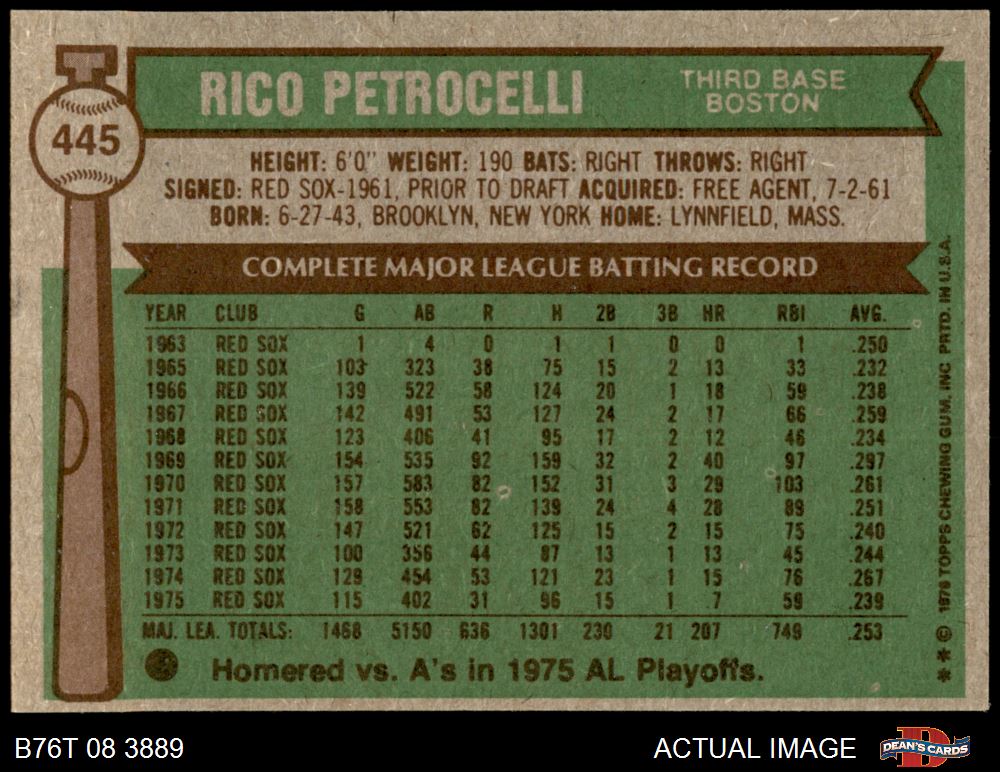 445
RICO PETROCELLI
THIRD BASE
BOSTON
HEIGHT: 6'0" WEIGHT: 190 BATS: RIGHT THROWS: RIGHT
SIGNED: RED SOX-1961, PRIOR TO DRAFT ACQUIRED: FREE AGENT, 7-2-61
BORN: 6-27-43, BROOKLYN, NEW YORK HOME: LYNNFIELD, MASS.
COMPLETE MAJOR LEAGUE BATTING RECORD
YEAR CLUB G AB R H 2B 3B HR RBI AVG.
1963 RED SOX 1 4 0 1 1 0 0 1 .250
1965 RED SOX 103 323 38 75 15 2 13 33 .232
1966 RED SOX 139 522 58 124 20 1 18 59 .238
1967 RED SOX 142 491 53 127 24 2 17 66 .259
1968 RED SOX 123 406 41 95 17 2 12 46 .234
1969 RED SOX 154 535 92 159 32 2 40 97 .297
1970 RED SOX 157 583 82 152 31 3 29 103 .261
1971 RED SOX 158 553 82 139 24 4 28 89 .251
1972 RED SOX 147 521 62 125 15 2 15 75 .240
1973 RED SOX 100 356 44 87 13 1 13 45 .244
1974 RED SOX 129 454 53 121 23 1 15 76 .267
1975 RED SOX 115 402 31 96 15 1 7 59 .239
MAJ. LEA. TOTALS: 1468 5150 636 1301 230 21 207 749 .253
Homered vs. A's in 1975 AL Playoffs.
** © 1976 TOPPS CHEWING GUM, INC PRTD. IN U.S.A.
B76T 08 3889
ACTUAL IMAGE
DEAN'S CARDS